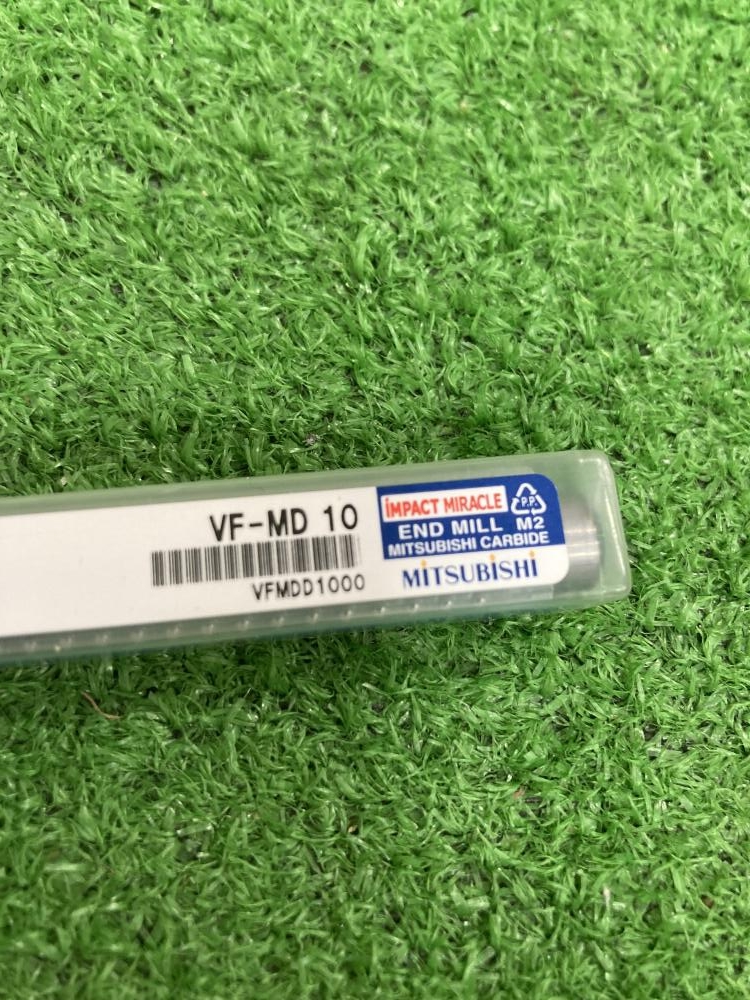 VF-MD 10
VFMDD1000
iMPACT MIRACLE
P.P.
END MILL M2
MITSUBISHI CARBIDE
MITSUBISHI